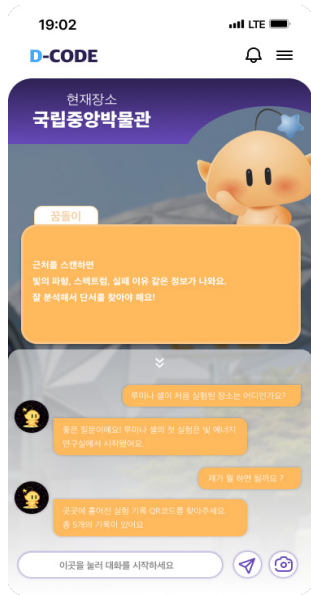 19:02
LTE
D-CODE
현재장소
국립중앙박물관
꿈돌이
근처를 스캔하면
빛의 파향, 스펙트럼, 실패 이유 같은 정보가 나와요.
잘 분석해서 단서를 찾아야 해요!
루미나 셀이 처음 실험된 장소는 어디인가요?
좋은 질문이에요! 루미나 셀의 첫 실험은 빛 에너지
연구실에서 시작됐어요.
제가 뭘 하면 될까요 ?
곳곳에 흩어진 실험 기록 QR코드를 찾아주세요.
총 5개의 기록이 있어요
이곳을 눌러 대화를 시작하세요